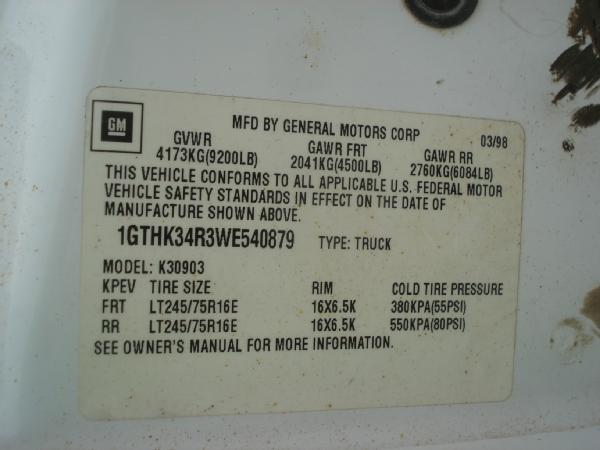 GM
MFD BY GENERAL MOTORS CORP 03/98
GVWR GAWR FRT GAWR RR
4173KG(9200LB) 2041KG(4500LB) 2760KG(6084LB)
THIS VEHICLE CONFORMS TO ALL APPLICABLE U.S. FEDERAL MOTOR
VEHICLE SAFETY STANDARDS IN EFFECT ON THE DATE OF
MANUFACTURE SHOWN ABOVE.
1GTHK34R3WE540879 TYPE: TRUCK
MODEL: K30903
KPEV TIRE SIZE RIM COLD TIRE PRESSURE
FRT LT245/75R16E 16X6.5K 380KPA(55PSI)
RR LT245/75R16E 16X6.5K 550KPA(80PSI)
SEE OWNER'S MANUAL FOR MORE INFORMATION.